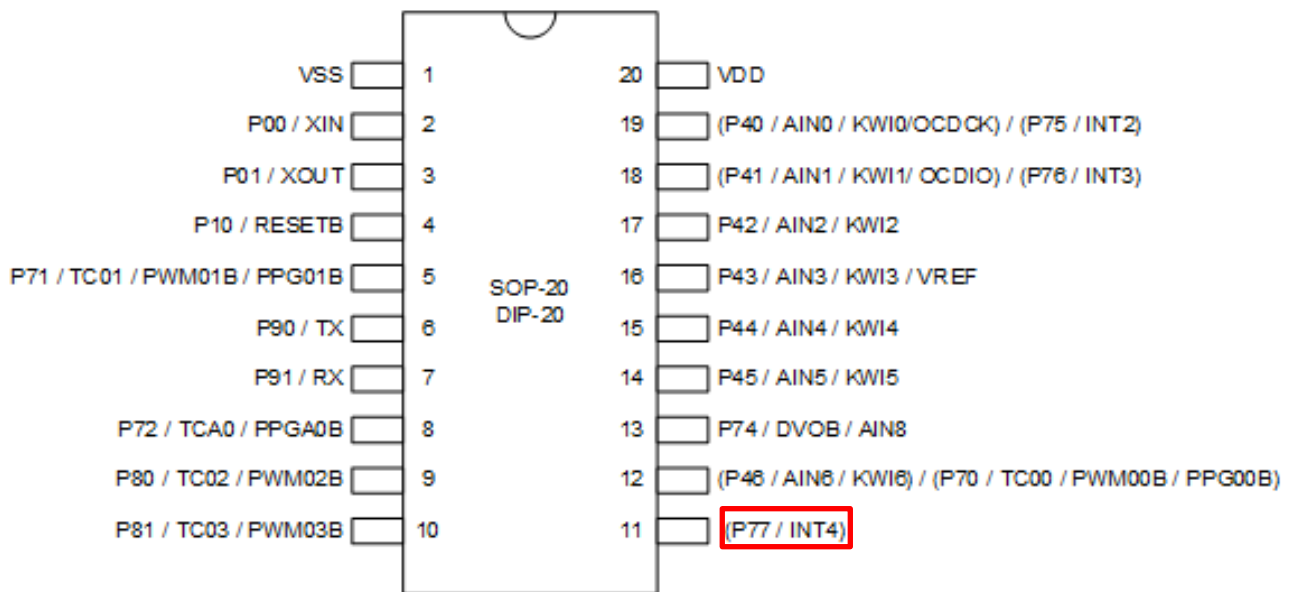 VSS 1 20 VDD
P00 / XIN 2 19 (P40 / AIN0 / KWI0/OCDCK) / (P75 / INT2)
P01 / XOUT 3 18 (P41 / AIN1 / KWI1/ OCDIO) / (P76 / INT3)
P10 / RESETB 4 17 P42 / AIN2 / KWI2
P71 / TC01 / PWM01B / PPG01B 5 16 P43 / AIN3 / KWI3 / VREF
SOP-20
DIP-20
P90 / TX 6 15 P44 / AIN4 / KWI4
P91 / RX 7 14 P45 / AIN5 / KWI5
P72 / TCA0 / PPGA0B 8 13 P74 / DVOB / AIN8
P80 / TC02 / PWM02B 9 12 (P46 / AIN6 / KWI6) / (P70 / TC00 / PWM00B / PPG00B)
P81 / TC03 / PWM03B 10 11 (P77 / INT4)